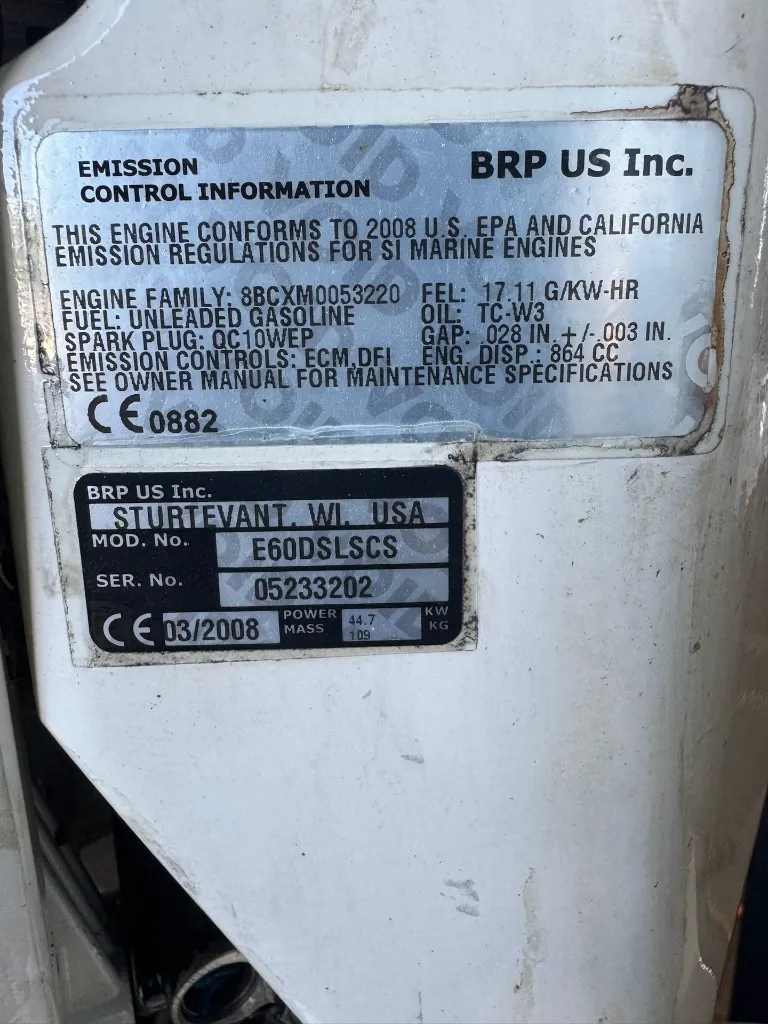 EMISSION
CONTROL INFORMATION
BRP US Inc.
THIS ENGINE CONFORMS TO 2008 U.S. EPA AND CALIFORNIA
EMISSION REGULATIONS FOR SI MARINE ENGINES
ENGINE FAMILY: 8BCXM0053220 FEL: 17.11 G/KW-HR
FUEL: UNLEADED GASOLINE OIL: TC-W3
SPARK PLUG: QC10WEP GAP: .028 IN. +/-.003 IN.
EMISSION CONTROLS: ECM,DFI ENG. DISP.: 864 CC
SEE OWNER MANUAL FOR MAINTENANCE SPECIFICATIONS
CE 0882
BRP US Inc.
STURTEVANT, WI, USA
MOD. No. E60DSLSCS
SER. No. 05233202
CE 03/2008 POWER 44.7 KW
MASS 109 KG